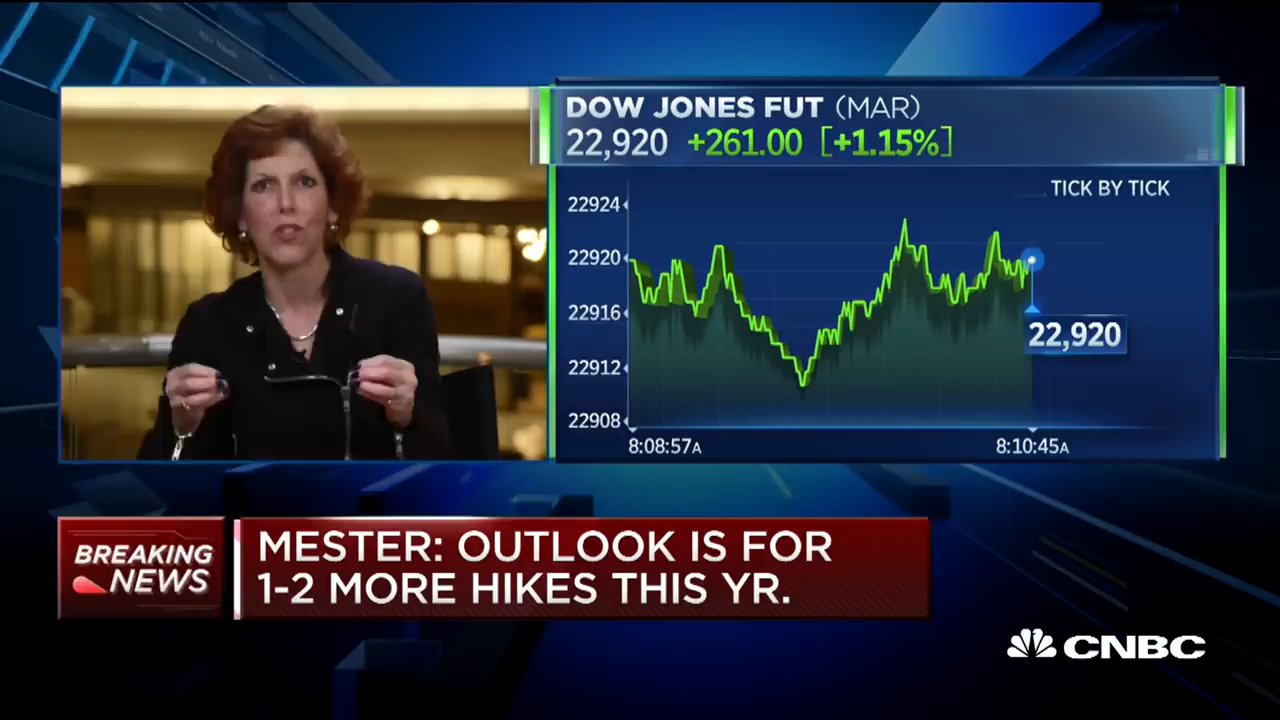 DOW JONES FUT (MAR)
22,920 +261.00 [+1.15%]
TICK BY TICK
22924
22920
22916
22912
22908
22,920
8:08:57A
8:10:45A
BREAKING
NEWS
MESTER: OUTLOOK IS FOR
1-2 MORE HIKES THIS YR.
CNBC